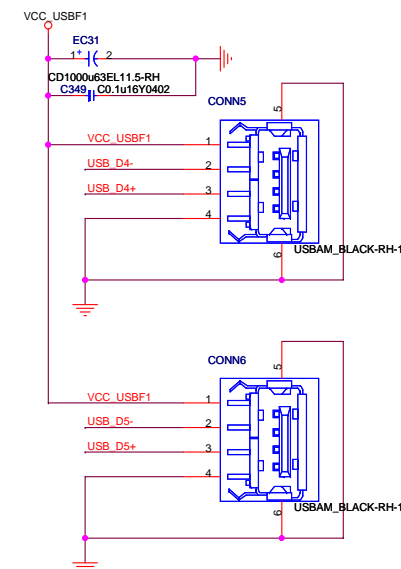 VCC_USBF1
EC31
1 + 2
CD1000u63EL11.5-RH
C349 C0.1u16Y0402
CONN5
5
VCC_USBF1 1
USB_D4- 2
USB_D4+ 3
4
6
USBAM_BLACK-RH-1
CONN6
5
VCC_USBF1 1
USB_D5- 2
USB_D5+ 3
4
6
USBAM_BLACK-RH-1